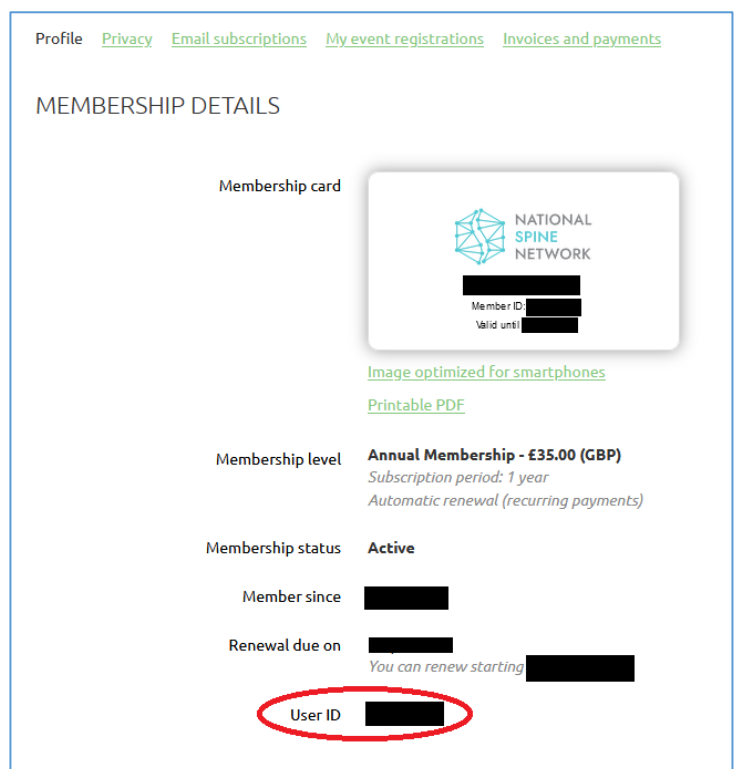 Profile Privacy Email subscriptions My event registrations Invoices and payments
MEMBERSHIP DETAILS
Membership card
NATIONAL
SPINE
NETWORK
Member ID:
Valid until
Image optimized for smartphones
Printable PDF
Membership level Annual Membership - £35.00 (GBP)
Subscription period: 1 year
Automatic renewal (recurring payments)
Membership status Active
Member since
Renewal due on
You can renew starting
User ID